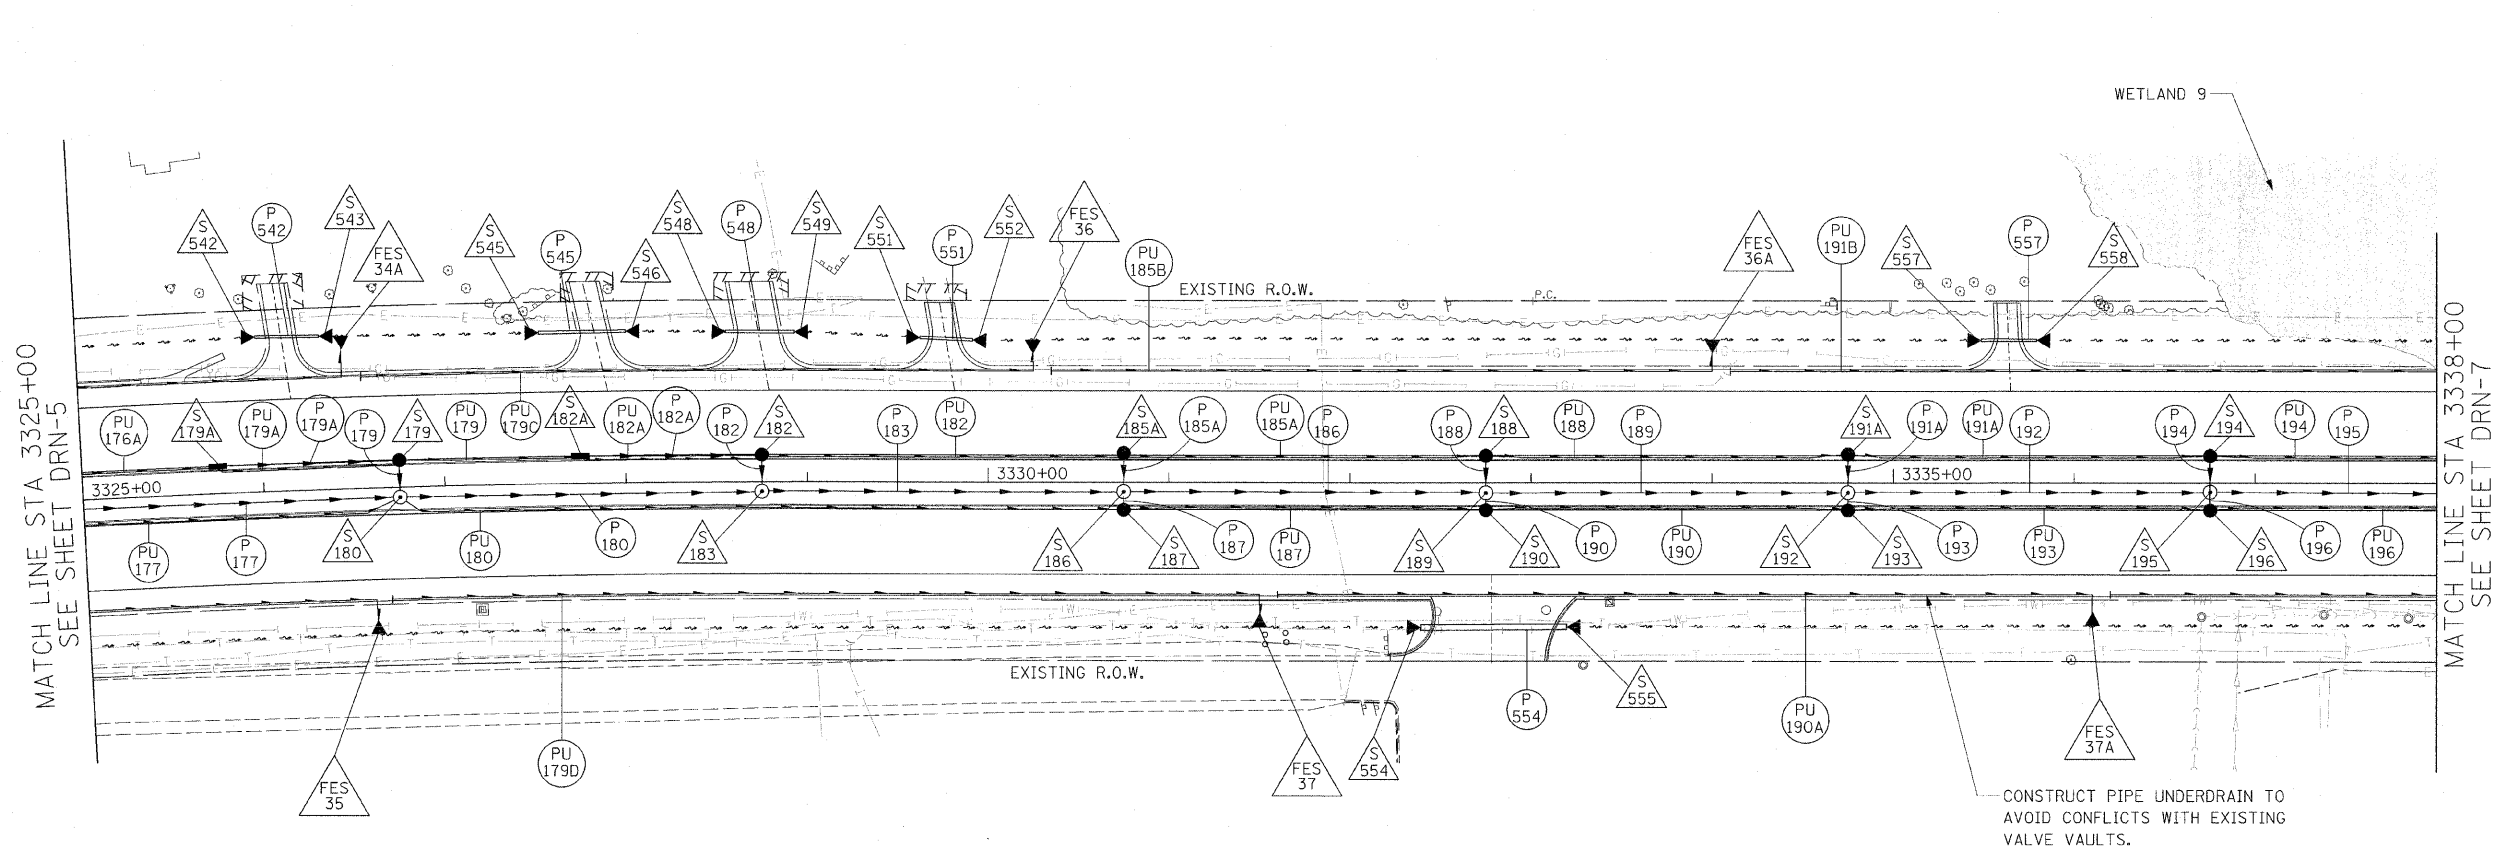 WETLAND 9
S
542
P
542
S
543
FES
34A
S
545
P
545
S
546
S
548
P
548
S
549
S
551
P
551
S
552
FES
36
PU
185B
EXISTING R.O.W.
P.C.
FES
36A
PU
191B
S
557
P
557
S
558
MATCH LINE STA 3325+00
SEE SHEET DRN-5
PU
176A
S
179A
PU
179A
P
179A
P
179
S
179
PU
179
PU
179C
S
182A
PU
182A
P
182A
P
182
S
182
P
183
PU
182
S
185A
P
185A
PU
185A
P
186
P
188
S
188
PU
188
P
189
S
191A
P
191A
PU
191A
P
192
P
194
S
194
PU
194
P
195
3325+00
3330+00
3335+00
PU
177
P
177
S
180
PU
180
P
180
S
183
S
186
S
187
P
187
PU
187
S
189
S
190
P
190
PU
190
S
192
S
193
P
193
PU
193
S
195
S
196
P
196
PU
196
MATCH LINE STA 3338+00
SEE SHEET DRN-7
EXISTING R.O.W.
FES
35
PU
179D
FES
37
S
554
P
554
S
555
PU
190A
FES
37A
CONSTRUCT PIPE UNDERDRAIN TO
AVOID CONFLICTS WITH EXISTING
VALVE VAULTS.